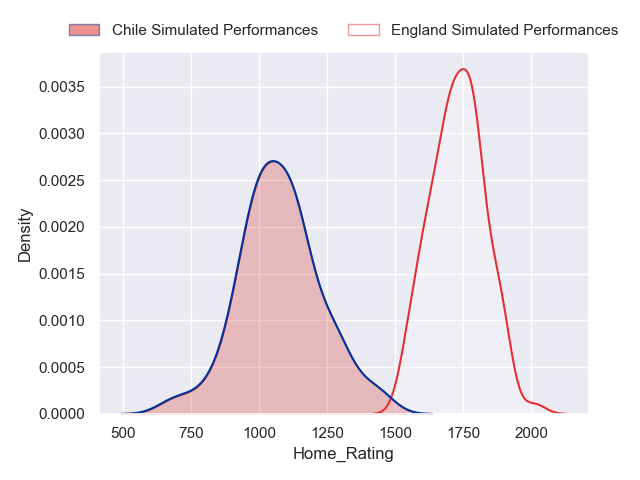 Chile Simulated Performances
England Simulated Performances
0.0035
0.0030
0.0025
0.0020
0.0015
0.0010
0.0005
0.0000
Density
500 750 1000 1250 1500 1750 2000
Home_Rating